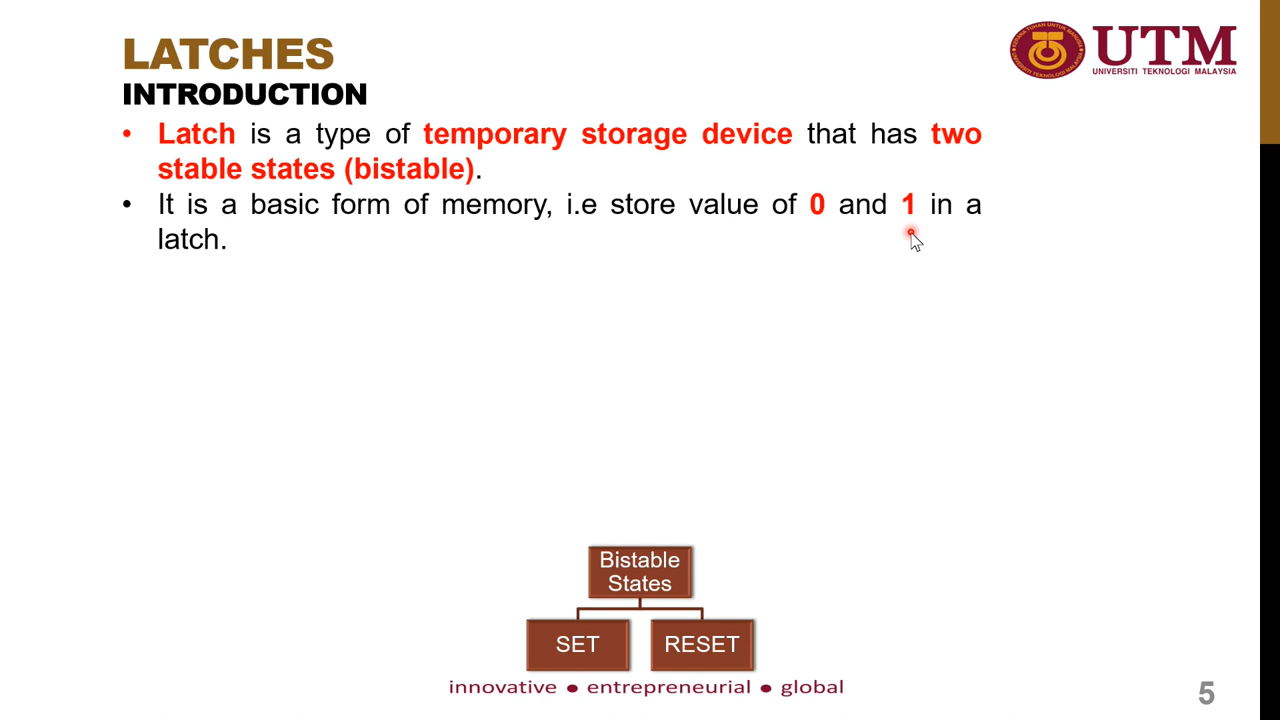 LATCHES
INTRODUCTION
UTM
UNIVERSITI TEKNOLOGI MALAYSIA
• Latch is a type of temporary storage device that has two
stable states (bistable).
• It is a basic form of memory, i.e store value of 0 and 1 in a
latch.
Bistable
States
SET
RESET
innovative ● entrepreneurial ● global
5